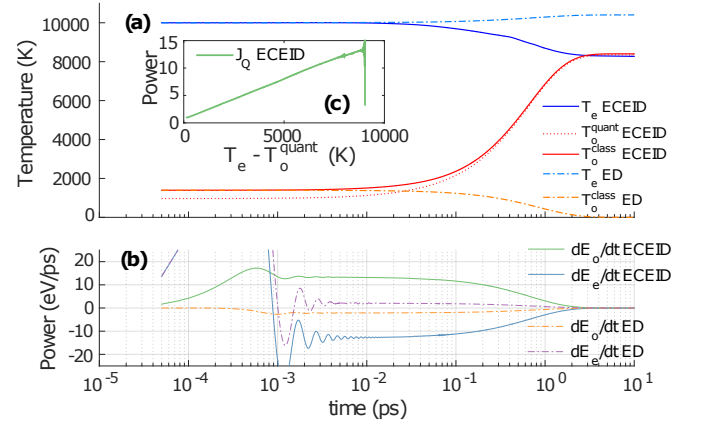 (a)
10000
8000
6000
4000
2000
0
Temperature (K)
15
10
5
0
Power
J_Q ECEID
(c)
0
5000
10000
T_e - T_o^quant (K)
T_e ECEID
T_o^quant ECEID
T_o^class ECEID
T_e ED
T_o^class ED
(b)
20
10
0
-10
-20
Power (eV/ps)
dE_o/dt ECEID
dE_e/dt ECEID
dE_o/dt ED
dE_e/dt ED
10^-5
10^-4
10^-3
10^-2
10^-1
10^0
10^1
time (ps)